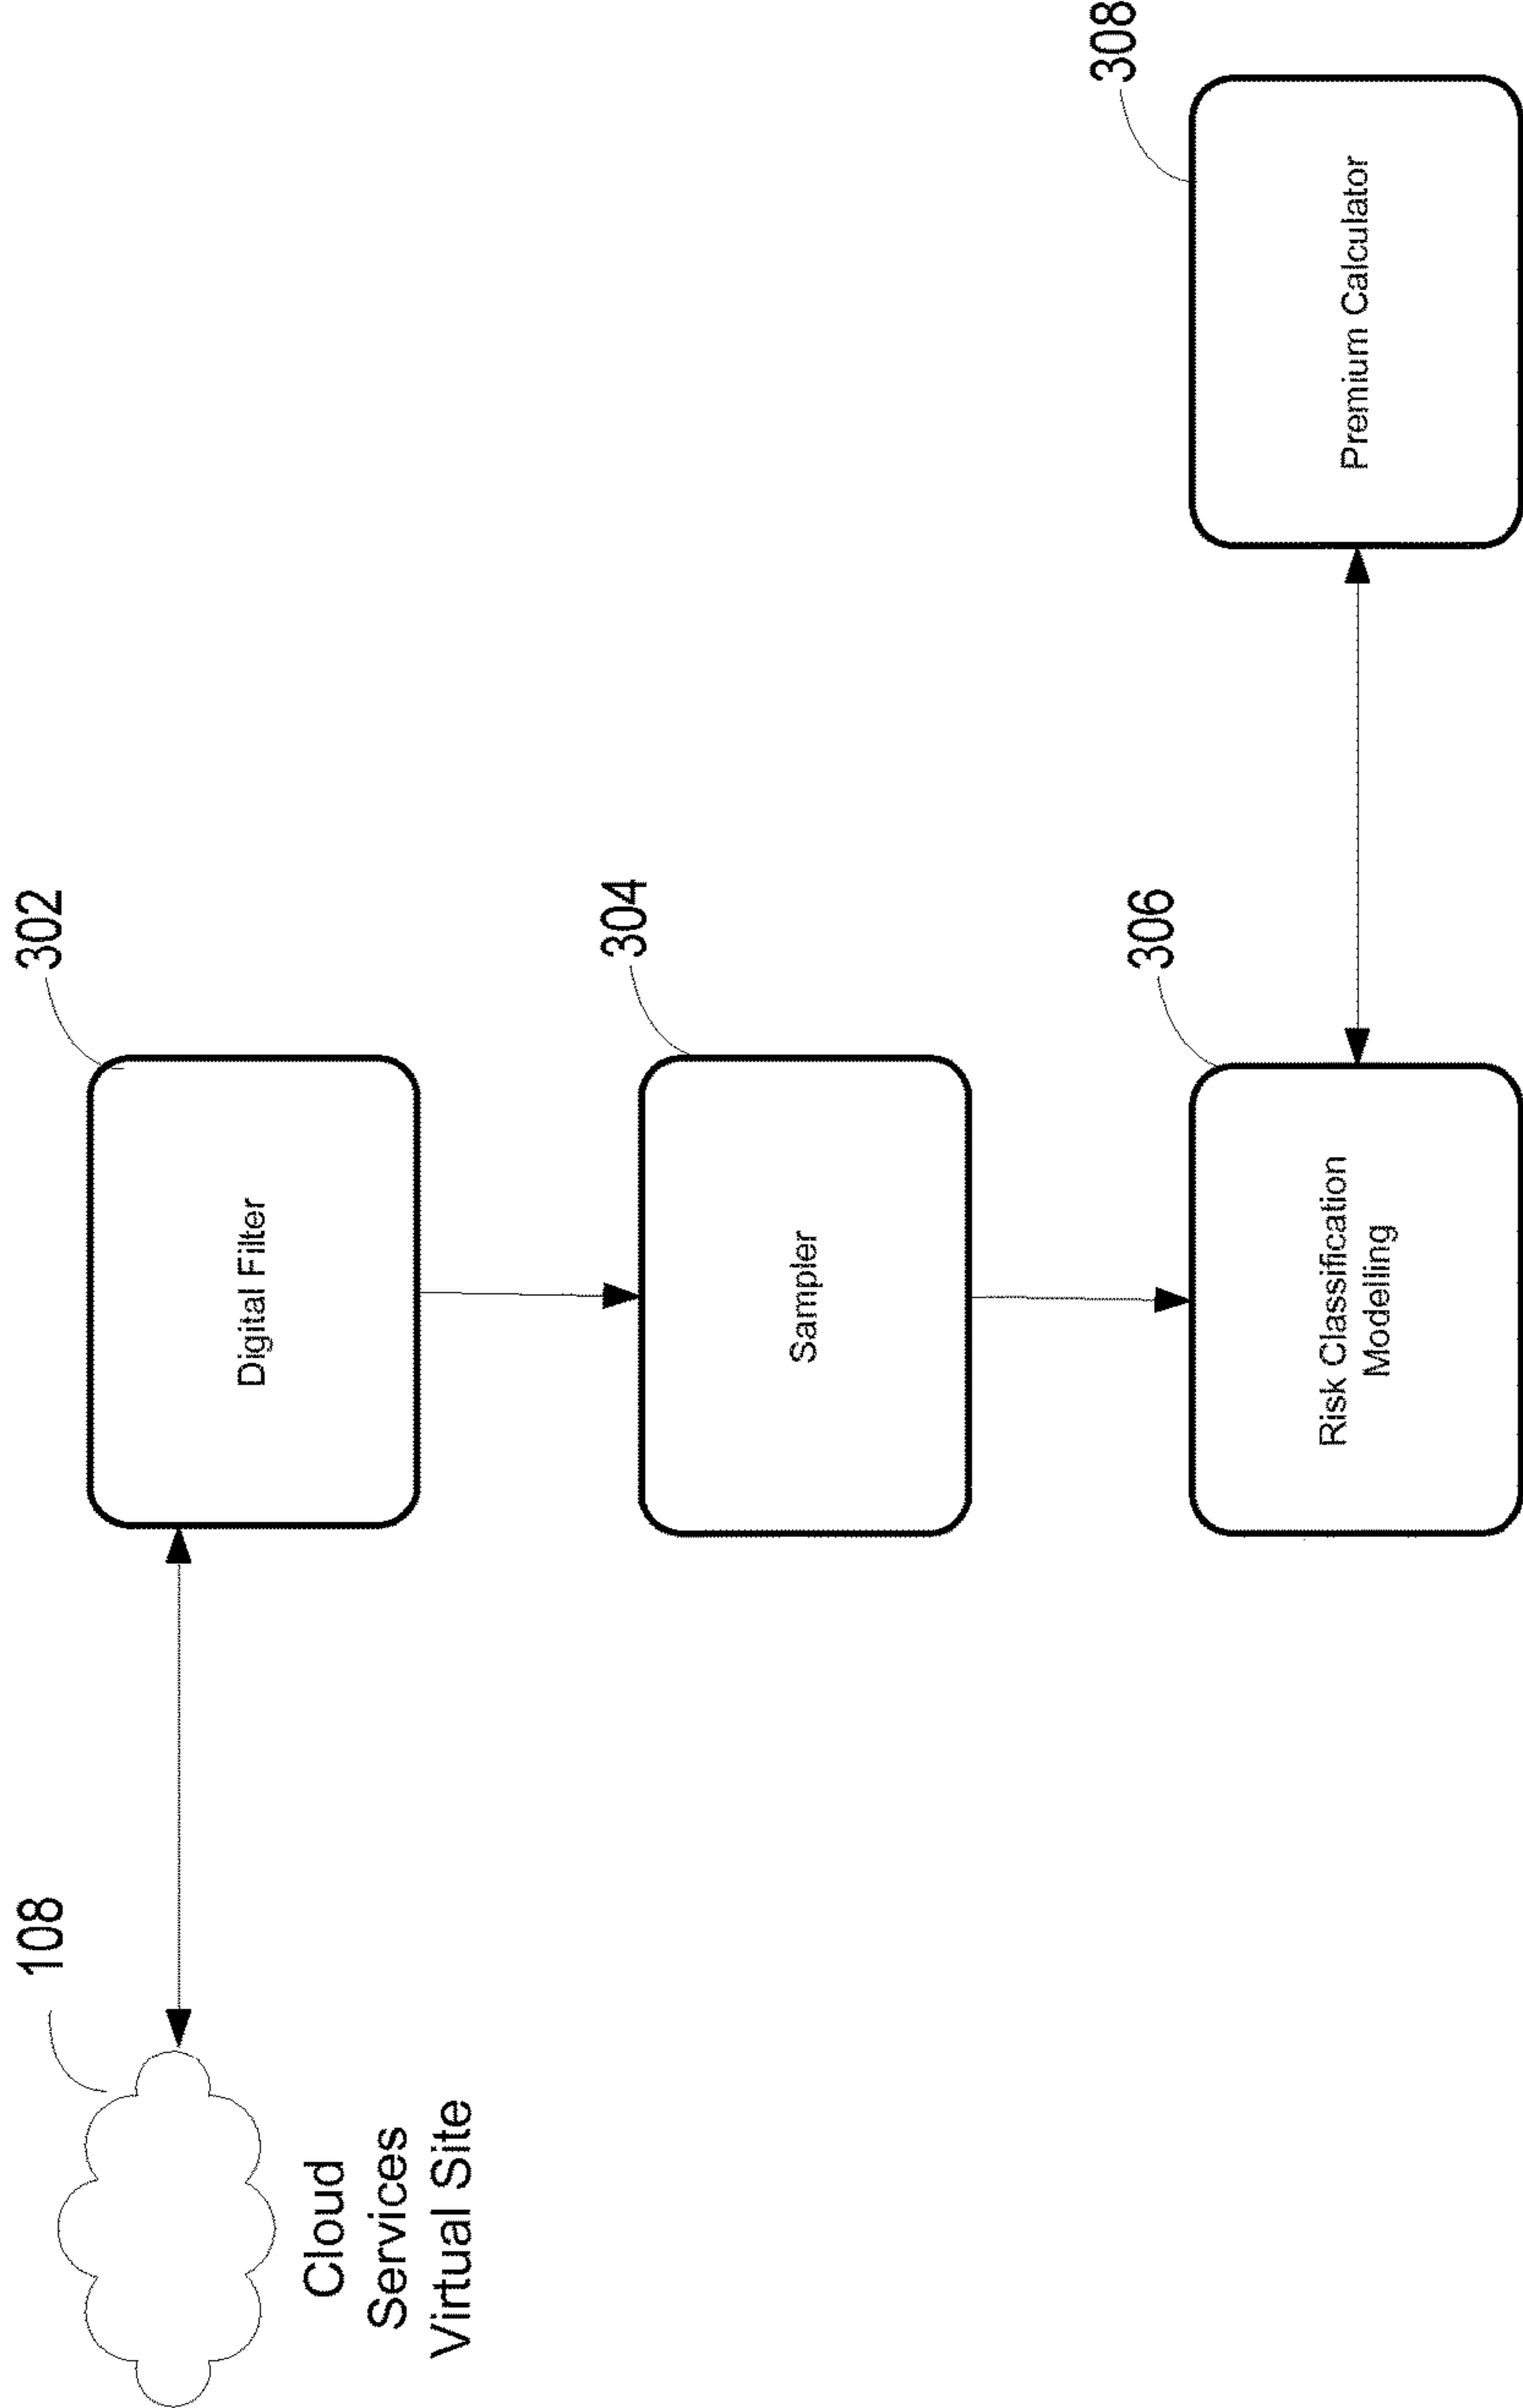 108
Cloud
Services
Virtual Site
302
Digital Filter
304
Sampler
306
Risk Classification
Modelling
308
Premium Calculator